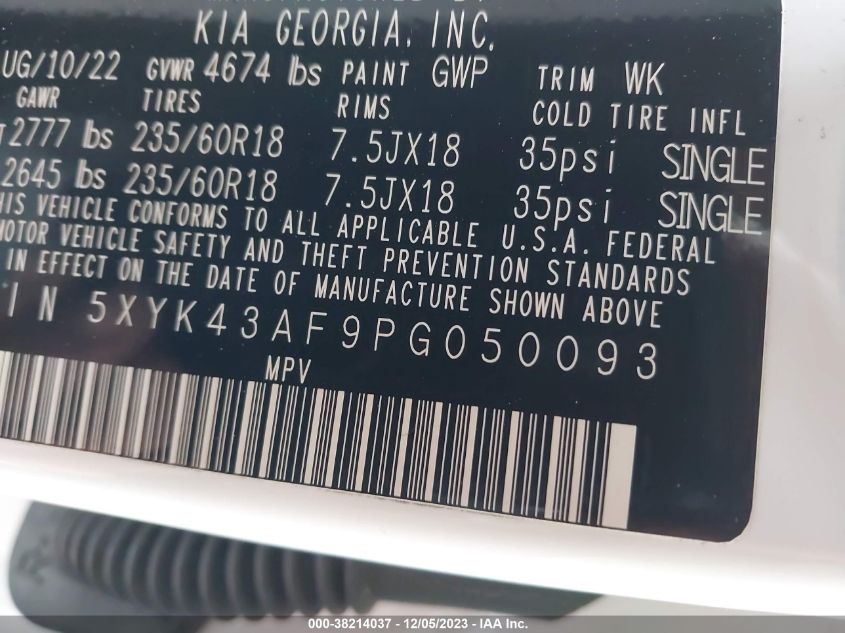 KIA GEORGIA, INC.
UG/10/22 GVWR 4674 lbs PAINT GWP TRIM WK
GAWR TIRES RIMS COLD TIRE INFL
T 2777 lbs 235/60R18 7.5JX18 35psi SINGLE
2645 lbs 235/60R18 7.5JX18 35psi SINGLE
THIS VEHICLE CONFORMS TO ALL APPLICABLE U.S.A. FEDERAL
MOTOR VEHICLE SAFETY AND THEFT PREVENTION STANDARDS
IN EFFECT ON THE DATE OF MANUFACTURE SHOWN ABOVE
IN 5XYK43AF9PG050093
MPV
000-38214037 - 12/05/2023 - IAA Inc.